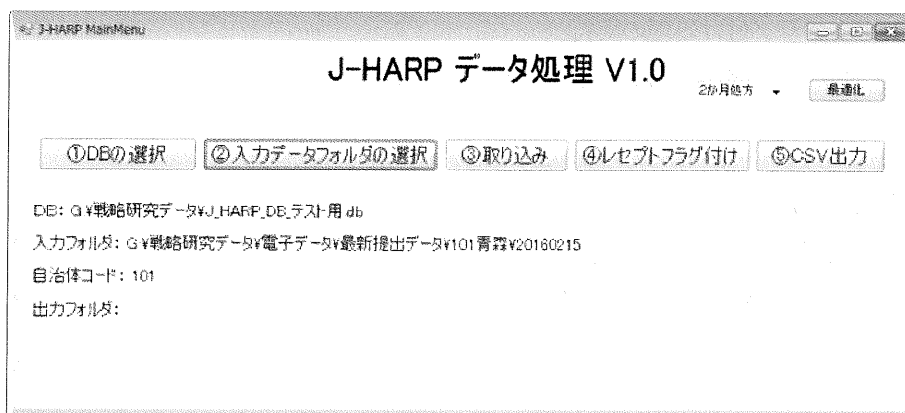 J-HARP MainMenu
J-HARP データ処理 V1.0
2か月処方 最適化
①DBの選択 ②入力データフォルダの選択 ③取り込み ④レセプトフラグ付け ⑤CSV出力
DB: G:¥戦略研究データ¥J_HARP_DB_テスト用.db
入力フォルダ: G:¥戦略研究データ¥電子データ¥最新提出データ¥101青森¥20160215
自治体コード: 101
出力フォルダ: